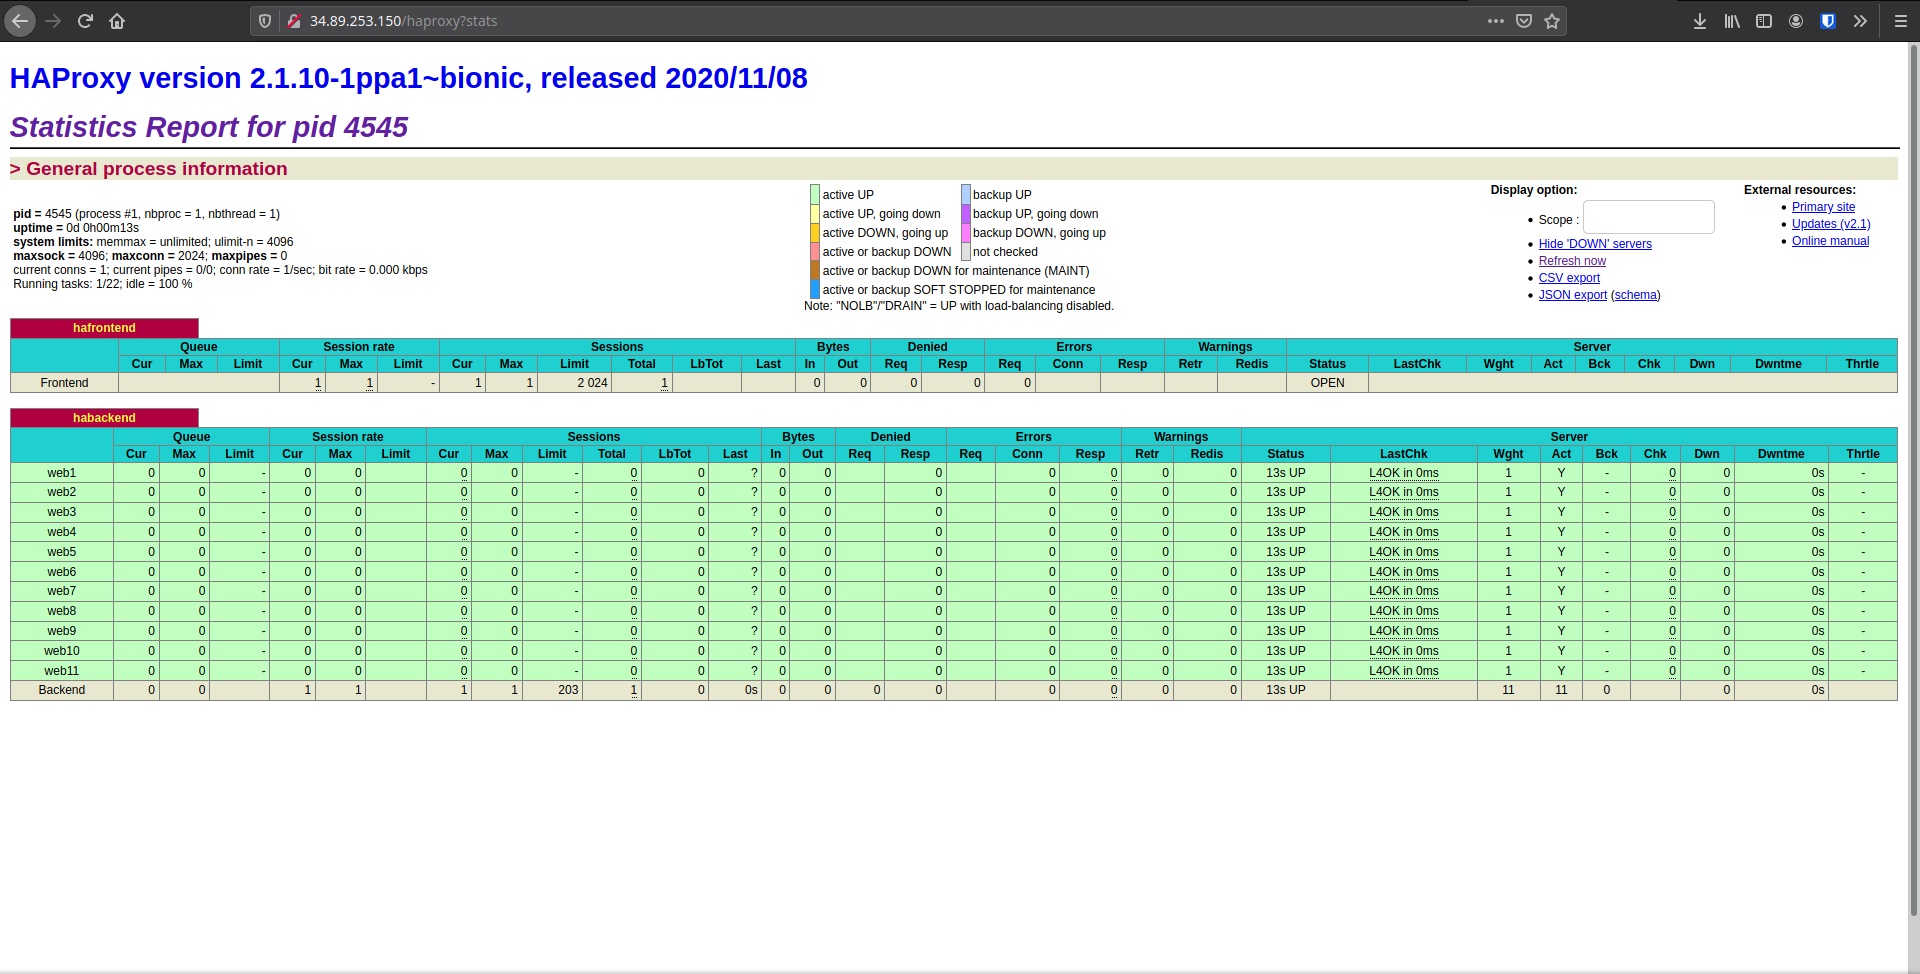 34.89.253.150/haproxy?stats
HAProxy version 2.1.10-1ppa1~bionic, released 2020/11/08
Statistics Report for pid 4545
> General process information
pid = 4545 (process #1, nbproc = 1, nbthread = 1)
uptime = 0d 0h00m13s
system limits: memmax = unlimited; ulimit-n = 4096
maxsock = 4096; maxconn = 2024; maxpipes = 0
current conns = 1; current pipes = 0/0; conn rate = 1/sec; bit rate = 0.000 kbps
Running tasks: 1/22; idle = 100 %
active UP backup UP
active UP, going down backup UP, going down
active DOWN, going up backup DOWN, going up
active or backup DOWN not checked
active or backup DOWN for maintenance (MAINT)
active or backup SOFT STOPPED for maintenance
Note: "NOLB"/"DRAIN" = UP with load-balancing disabled.
Display option:
Scope :
Hide 'DOWN' servers
Refresh now
CSV export
JSON export (schema)
External resources:
Primary site
Updates (v2.1)
Online manual
hafrontend
Queue Session rate Sessions Bytes Denied Errors Warnings Server
Cur Max Limit Cur Max Limit Cur Max Limit Total LbTot Last In Out Req Resp Req Conn Resp Retr Redis Status LastChk Wght Act Bck Chk Dwn Dwntme Thrtle
Frontend 1 1 - 1 1 2 024 1 0 0 0 0 0 OPEN
habackend
Queue Session rate Sessions Bytes Denied Errors Warnings Server
Cur Max Limit Cur Max Limit Cur Max Limit Total LbTot Last In Out Req Resp Req Conn Resp Retr Redis Status LastChk Wght Act Bck Chk Dwn Dwntme Thrtle
web1 0 0 - 0 0 0 0 - 0 0 ? 0 0 0 0 0 0 0 13s UP L4OK in 0ms 1 Y - 0 0 0s -
web2 0 0 - 0 0 0 0 - 0 0 ? 0 0 0 0 0 0 0 13s UP L4OK in 0ms 1 Y - 0 0 0s -
web3 0 0 - 0 0 0 0 - 0 0 ? 0 0 0 0 0 0 0 13s UP L4OK in 0ms 1 Y - 0 0 0s -
web4 0 0 - 0 0 0 0 - 0 0 ? 0 0 0 0 0 0 0 13s UP L4OK in 0ms 1 Y - 0 0 0s -
web5 0 0 - 0 0 0 0 - 0 0 ? 0 0 0 0 0 0 0 13s UP L4OK in 0ms 1 Y - 0 0 0s -
web6 0 0 - 0 0 0 0 - 0 0 ? 0 0 0 0 0 0 0 13s UP L4OK in 0ms 1 Y - 0 0 0s -
web7 0 0 - 0 0 0 0 - 0 0 ? 0 0 0 0 0 0 0 13s UP L4OK in 0ms 1 Y - 0 0 0s -
web8 0 0 - 0 0 0 0 - 0 0 ? 0 0 0 0 0 0 0 13s UP L4OK in 0ms 1 Y - 0 0 0s -
web9 0 0 - 0 0 0 0 - 0 0 ? 0 0 0 0 0 0 0 13s UP L4OK in 0ms 1 Y - 0 0 0s -
web10 0 0 - 0 0 0 0 - 0 0 ? 0 0 0 0 0 0 0 13s UP L4OK in 0ms 1 Y - 0 0 0s -
web11 0 0 - 0 0 0 0 - 0 0 ? 0 0 0 0 0 0 0 13s UP L4OK in 0ms 1 Y - 0 0 0s -
Backend 0 0 1 1 1 1 203 1 0 0s 0 0 0 0 0 0 0 0 13s UP 11 11 0 0 0s